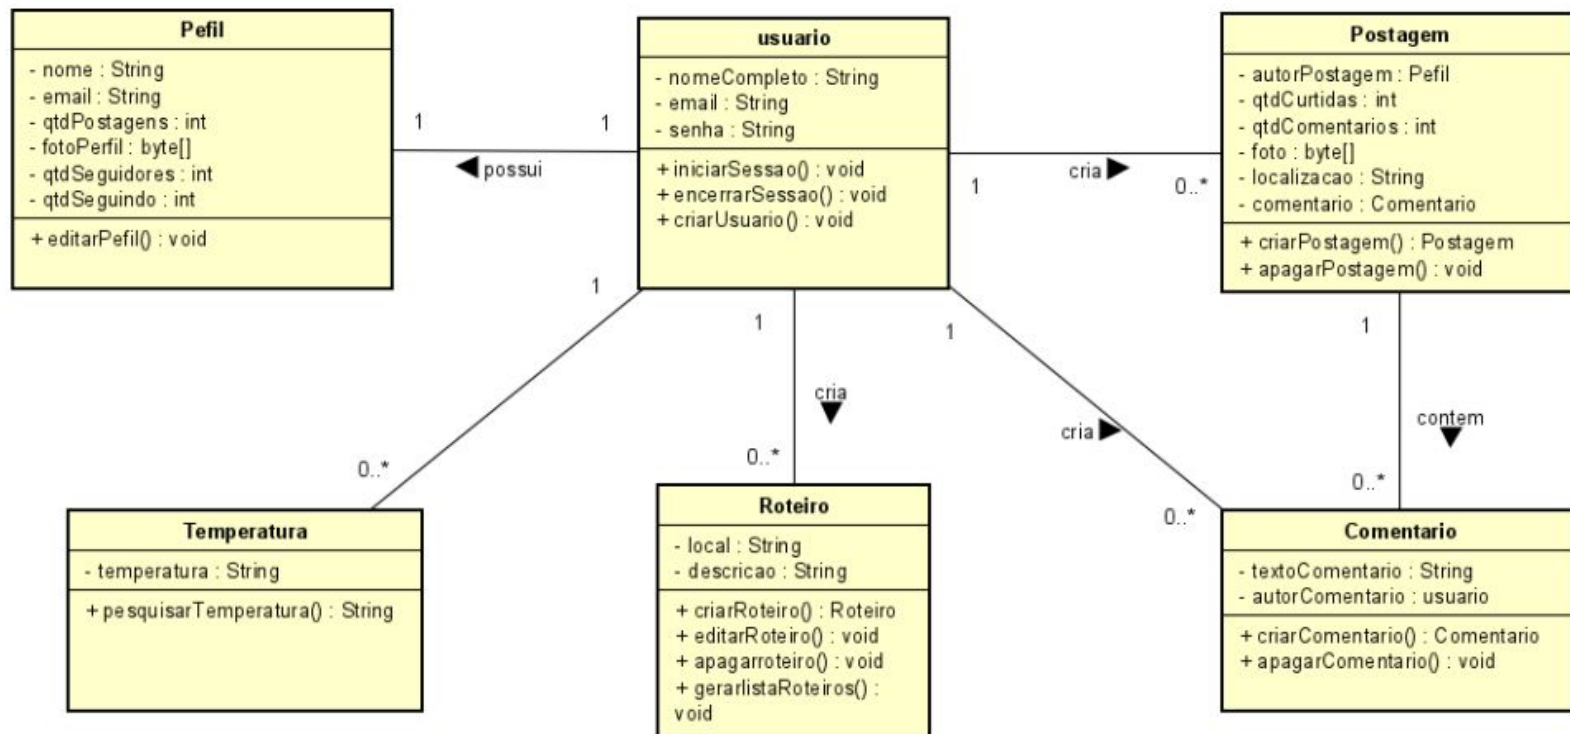 Pefil
- nome : String
- email : String
- qtdPostagens : int
- fotoPerfil : byte[]
- qtdSeguidores : int
- qtdSeguindo : int
+ editarPefil() : void
1
1
possui
usuario
- nomeCompleto : String
- email : String
- senha : String
+ iniciarSessao() : void
+ encerrarSessao() : void
+ criarUsuario() : void
1
cria
0..*
Postagem
- autorPostagem : Pefil
- qtdCurtidas : int
- qtdComentarios : int
- foto : byte[]
- localizacao : String
- comentario : Comentario
+ criarPostagem() : Postagem
+ apagarPostagem() : void
1
0..*
1
cria
0..*
1
cria
0..*
1
contem
0..*
Temperatura
- temperatura : String
+ pesquisarTemperatura() : String
Roteiro
- local : String
- descricao : String
+ criarRoteiro() : Roteiro
+ editarRoteiro() : void
+ apagarroteiro() : void
+ gerarlistaRoteiros() :
void
Comentario
- textoComentario : String
- autorComentario : usuario
+ criarComentario() : Comentario
+ apagarComentario() : void